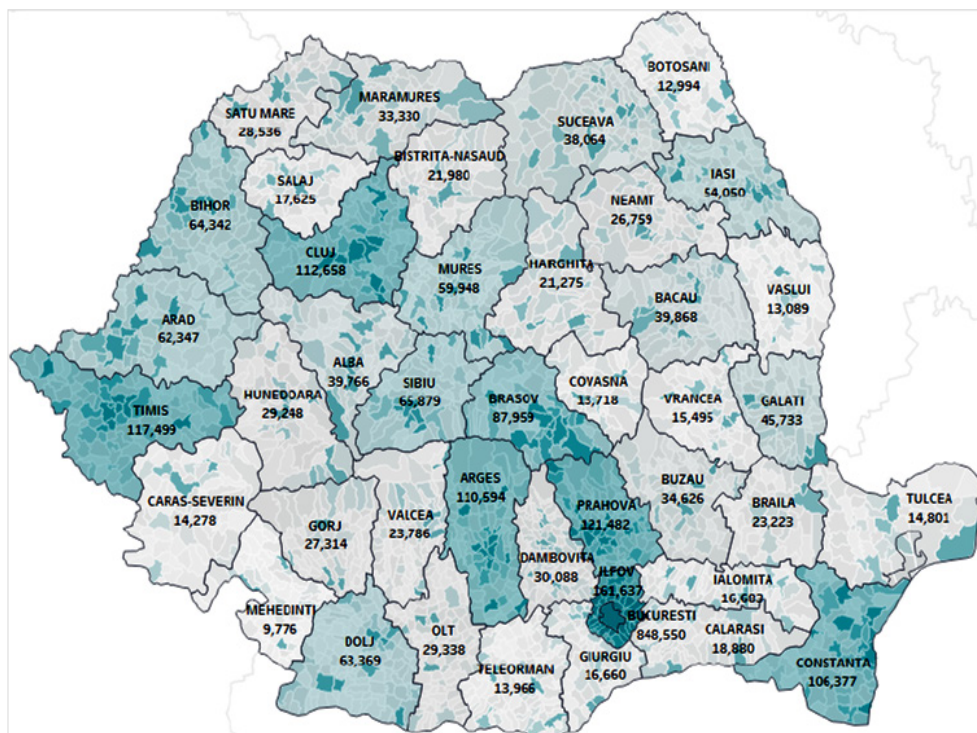 BOTOSANI
12,994
MARAMURES
33,330
SATU MARE
28,536
SUCEAVA
38,064
BISTRITA-NASAUD
21,980
IASI
54,050
SALAJ
17,625
NEAMT
26,759
BIHOR
64,342
CLUJ
112,658
MURES
59,948
HARGHITA
21,275
BACAU
39,868
VASLUI
13,089
ARAD
62,347
ALBA
39,766
SIBIU
65,879
COVASNA
13,718
HUNEDOARA
29,248
BRASOV
87,959
VRANCEA
15,495
GALATI
45,733
TIMIS
117,499
ARGES
110,594
BUZAU
34,626
CARAS-SEVERIN
14,278
PRAHOVA
121,482
BRAILA
23,223
TULCEA
14,801
GORJ
27,314
VALCEA
23,786
DAMBOVITA
30,088
ILFOV
161,637
IALOMITA
MEHEDINTI
9,776
BUKURESTI
848,550
DOLJ
63,369
OLT
29,338
CALARASI
18,880
GIURGIU
16,660
TELEORMAN
13,966
CONSTANTA
106,377